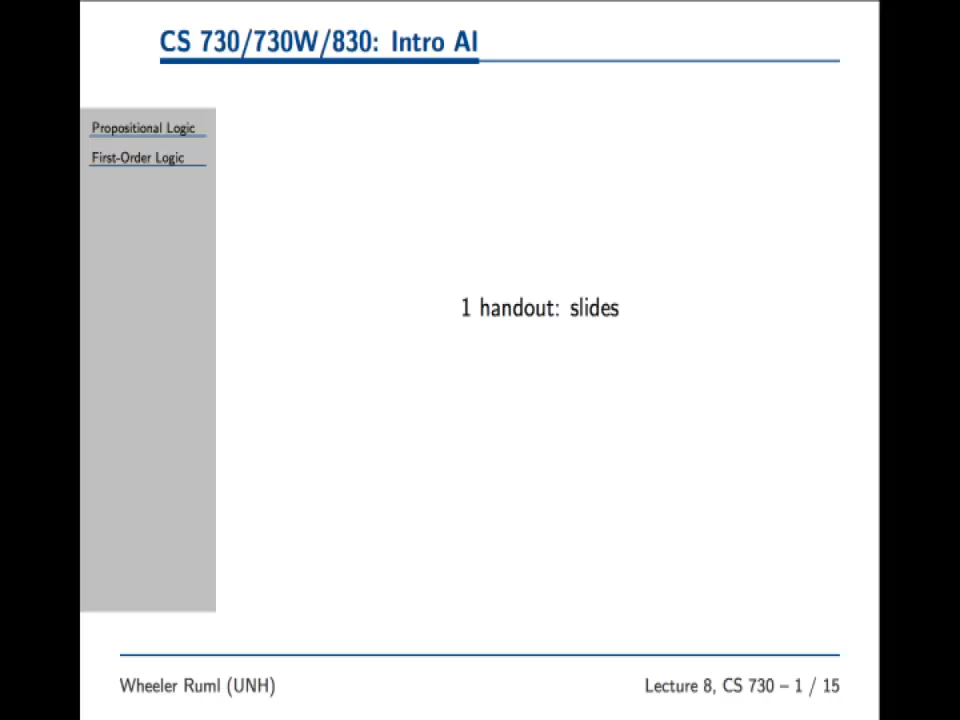 CS 730/730W/830: Intro AI
Propositional Logic
First-Order Logic
1 handout: slides
Wheeler Ruml (UNH)
Lecture 8, CS 730 – 1 / 15